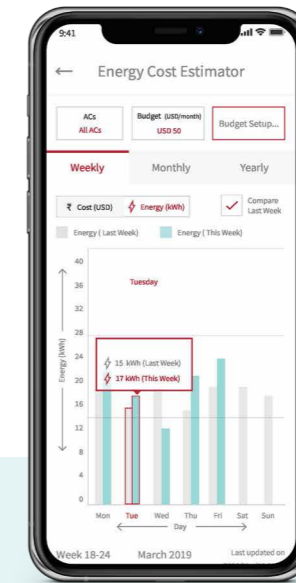 9:41
← Energy Cost Estimator
ACs
All ACs
Budget (USD/month)
USD 50
Budget Setup...
Weekly Monthly Yearly
₹ Cost (USD) Energy (kWh)
Compare
Last Week
Energy ( Last Week) Energy ( This Week)
40
36
32
28
24
20
16
12
8
4
0
Energy (kWh)
Tuesday
15 kWh (Last Week)
17 kWh (This Week)
Mon Tue Wed Thu Fri Sat Sun
Day
Week 18-24 March 2019 Last updated on